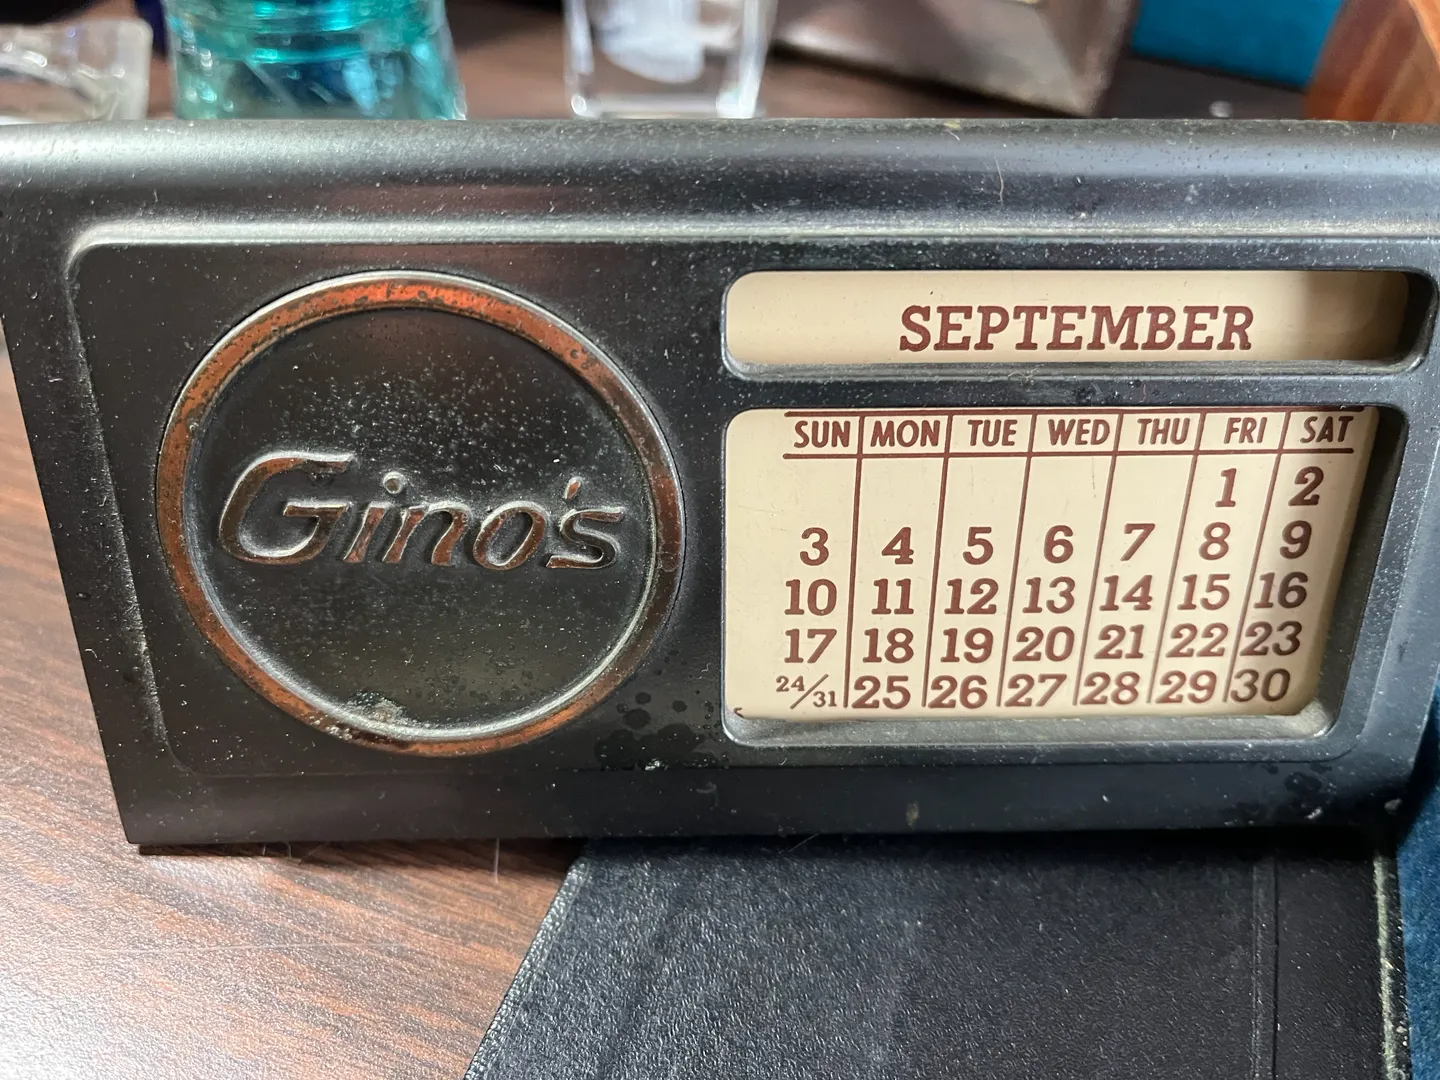 Gino's
SEPTEMBER
SUN MON TUE WED THU FRI SAT
1 2
3 4 5 6 7 8 9
10 11 12 13 14 15 16
17 18 19 20 21 22 23
24/31 25 26 27 28 29 30